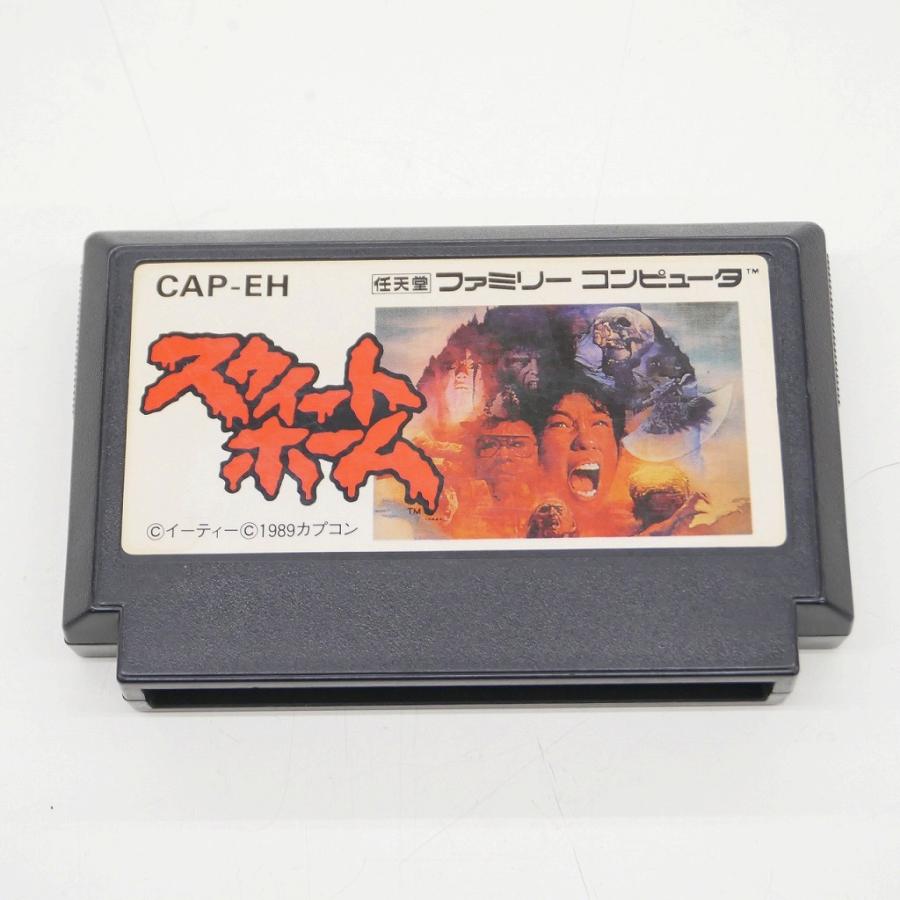 CAP-EH
任天堂 ファミリー コンピュータ™
スウィート
ホーム
TM
©イーティー©1989カプコン